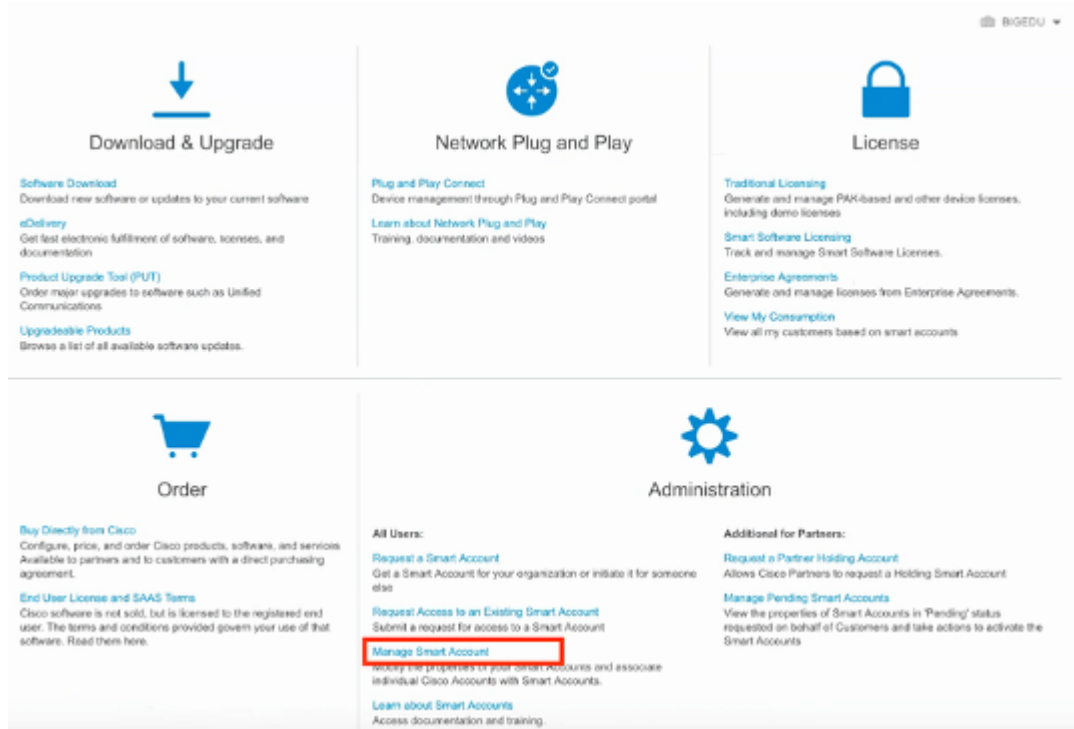 BIGEDU
Download & Upgrade
Software Download
Download new software or updates to your current software
eDelivery
Get fast electronic fulfillment of software, licenses, and
documentation
Product Upgrade Tool (PUT)
Order major upgrades to software such as Unified
Communications
Upgradeable Products
Browse a list of all available software updates.
Network Plug and Play
Plug and Play Connect
Device management through Plug and Play Connect portal
Learn about Network Plug and Play
Training, documentation and videos
License
Traditional Licensing
Generate and manage PAK-based and other device licenses,
including demo licenses
Smart Software Licensing
Track and manage Smart Software Licenses.
Enterprise Agreements
Generate and manage licenses from Enterprise Agreements.
View My Consumption
View all my customers based on smart accounts
Order
Buy Directly from Cisco
Configure, price, and order Cisco products, software, and services
Available to partners and to customers with a direct purchasing
agreement.
End User License and SAAS Terms
Cisco software is not sold, but is licensed to the registered end
user. The terms and conditions provided govern your use of that
software. Read them here.
Administration
All Users:
Request a Smart Account
Get a Smart Account for your organization or initiate it for someone
else
Request Access to an Existing Smart Account
Submit a request for access to a Smart Account
Manage Smart Account
Modify the properties of your Smart Accounts and associate
individual Cisco Accounts with Smart Accounts.
Learn about Smart Accounts
Access documentation and training.
Additional for Partners:
Request a Partner Holding Account
Allows Cisco Partners to request a Holding Smart Account
Manage Pending Smart Accounts
View the properties of Smart Accounts in 'Pending' status
requested on behalf of Customers and take actions to activate the
Smart Accounts